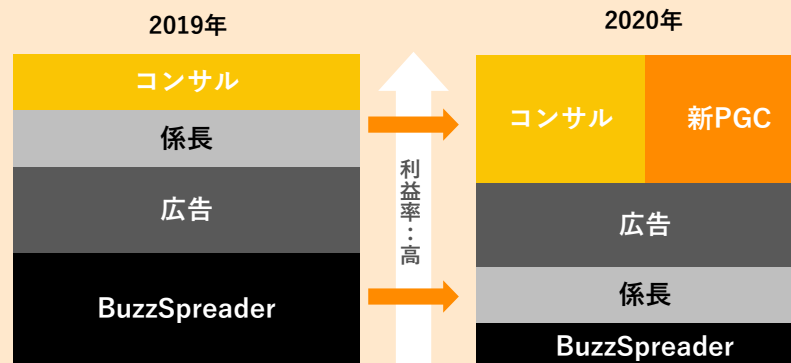 2019年
コンサル
係長
広告
BuzzSpreader
利益率：高
2020年
コンサル
新PGC
広告
係長
BuzzSpreader